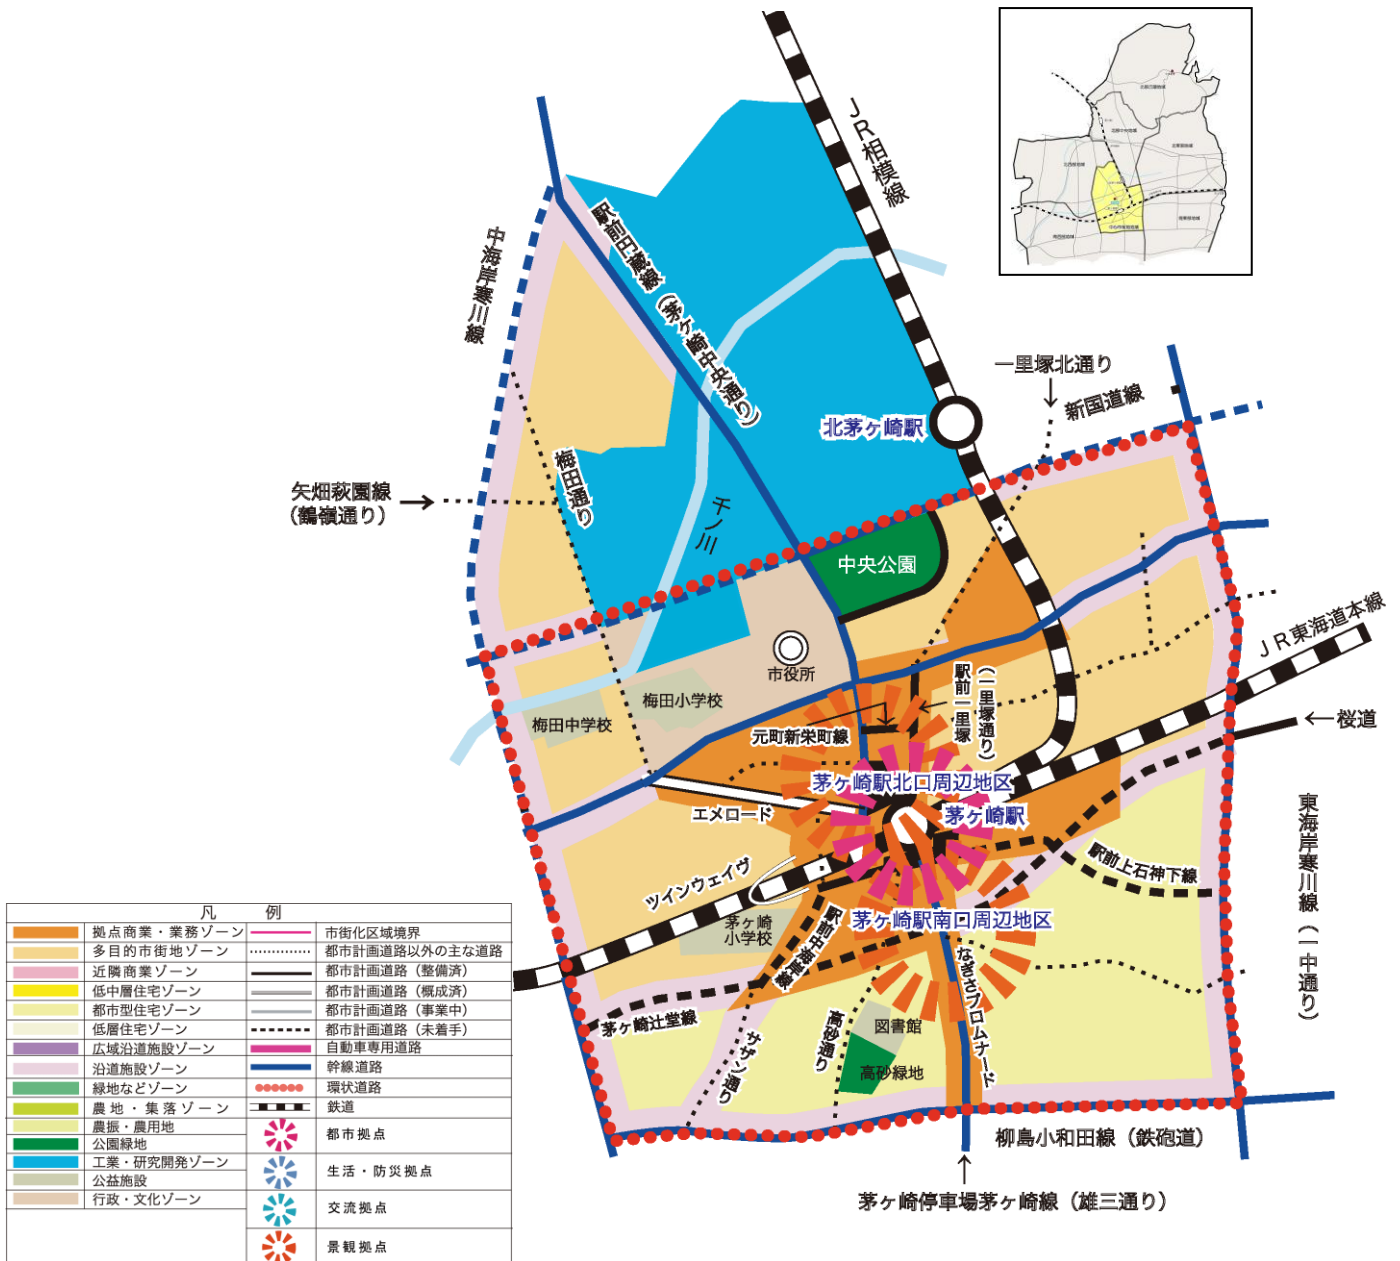 JR相模線
中海岸寒川線
駅前円蔵線（茅ヶ崎中央通り）
一里塚北通り
新国道線
北茅ヶ崎駅
梅田通り
矢畑萩園線
（鶴嶺通り）
千ノ川
中央公園
JR東海道本線
市役所
梅田小学校
梅田中学校
駅前一里塚
（一里塚通り）
元町新栄町線
桜道
茅ヶ崎駅北口周辺地区
茅ヶ崎駅
エメロード
東海岸寒川線（一中通り）
駅前上石神下線
ツインウェイヴ
茅ヶ崎
小学校
茅ヶ崎駅南口周辺地区
駅前中海岸線
なぎさプロムナード
茅ヶ崎辻堂線
サザン通り
高砂通り
図書館
高砂緑地
柳島小和田線（鉄砲道）
茅ヶ崎停車場茅ヶ崎線（雄三通り）
凡　例
拠点商業・業務ゾーン
多目的市街地ゾーン
近隣商業ゾーン
低中層住宅ゾーン
都市型住宅ゾーン
低層住宅ゾーン
広域沿道施設ゾーン
沿道施設ゾーン
緑地などゾーン
農地・集落ゾーン
農振・農用地
公園緑地
工業・研究開発ゾーン
公益施設
行政・文化ゾーン
市街化区域境界
都市計画道路以外の主な道路
都市計画道路（整備済）
都市計画道路（概成済）
都市計画道路（事業中）
都市計画道路（未着手）
自動車専用道路
幹線道路
環状道路
鉄道
都市拠点
生活・防災拠点
交流拠点
景観拠点